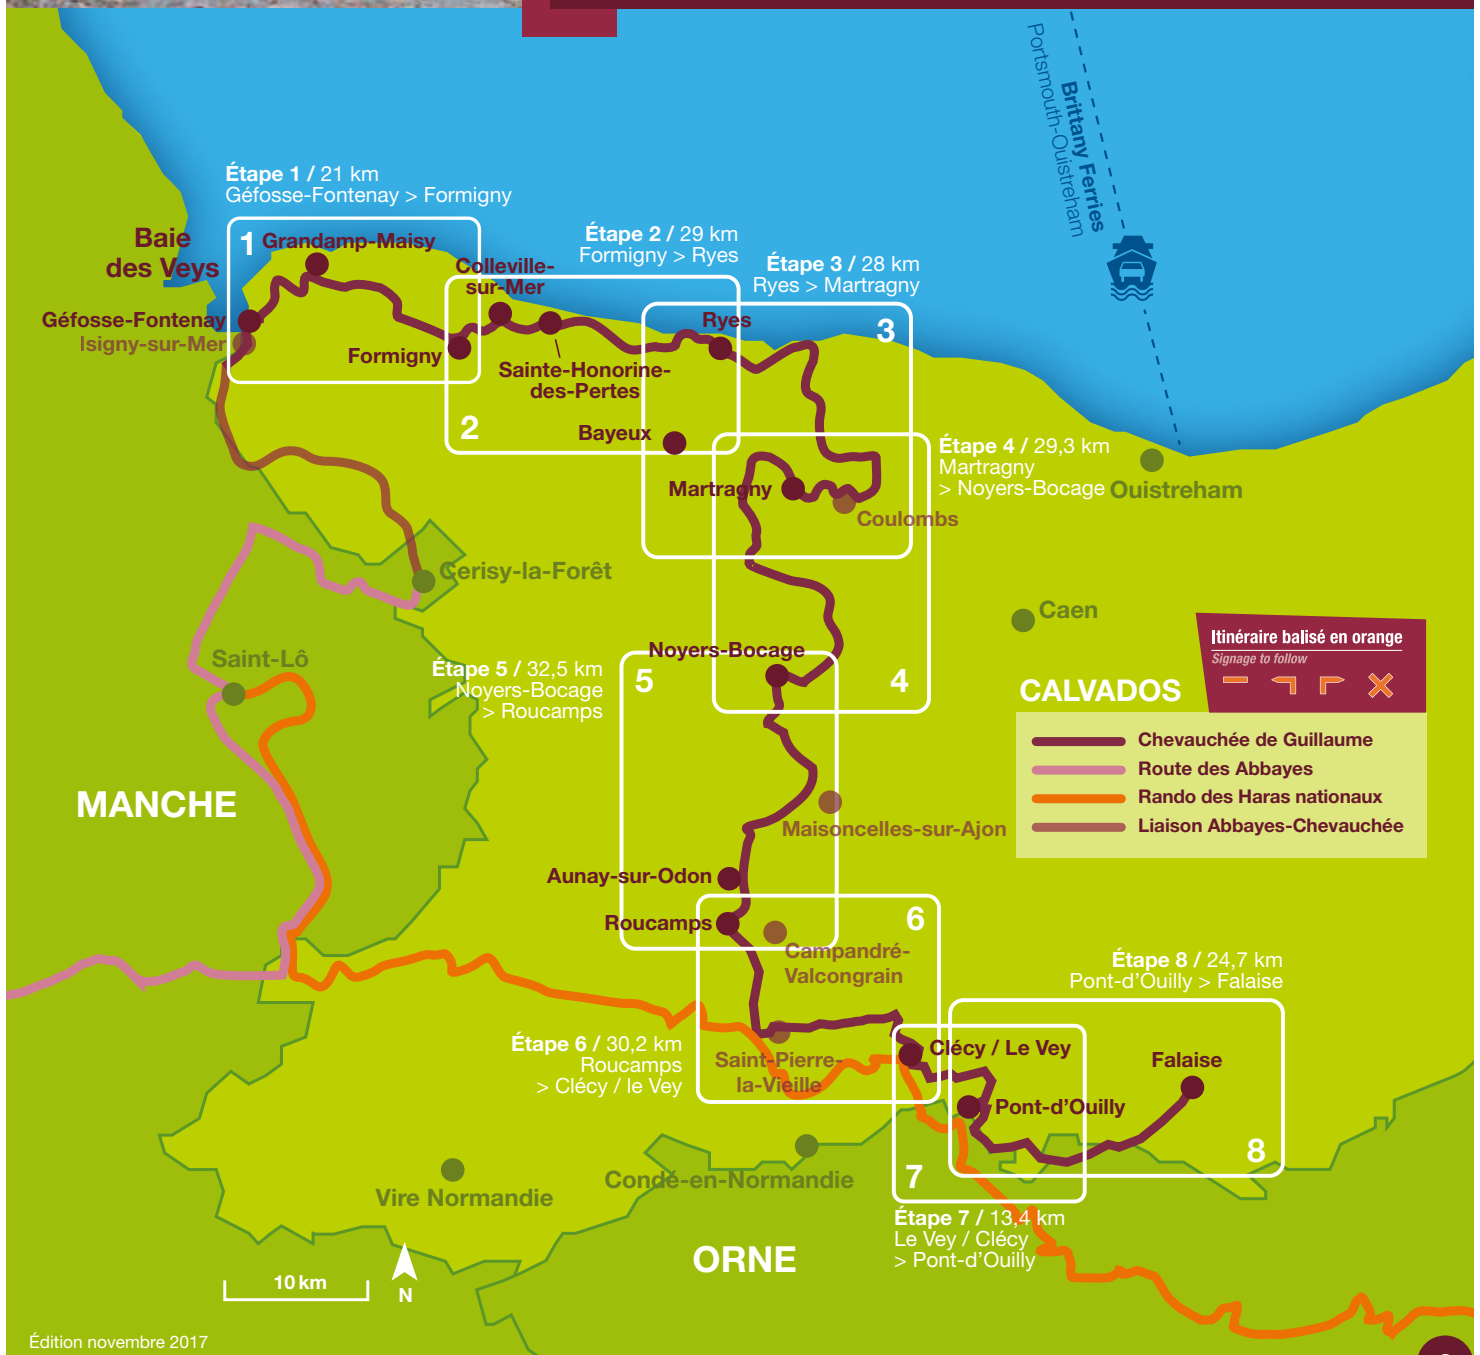 Brittany Ferries
Portsmouth-Ouistreham
Étape 1 / 21 km
Géfosse-Fontenay > Formigny
Baie
des Veys
1
Grandamp-Maisy
Étape 2 / 29 km
Formigny > Ryes
Colleville-
sur-Mer
Étape 3 / 28 km
Ryes > Martragny
Géfosse-Fontenay
Isigny-sur-Mer
Ryes
3
Formigny
Sainte-Honorine-
des-Pertes
2
Bayeux
Étape 4 / 29,3 km
Martragny
> Noyers-Bocage
Ouistreham
Martragny
Coulombs
Cerisy-la-Forêt
Caen
Itinéraire balisé en orange
Signage to follow
Saint-Lô
Noyers-Bocage
Étape 5 / 32,5 km
Noyers-Bocage
> Roucamps
5
4
CALVADOS
Chevauchée de Guillaume
Route des Abbayes
Rando des Haras nationaux
Liaison Abbayes-Chevauchée
MANCHE
Maisoncelles-sur-Ajon
Aunay-sur-Odon
Roucamps
6
Campandré-
Valcongrain
Étape 8 / 24,7 km
Pont-d'Ouilly > Falaise
Étape 6 / 30,2 km
Roucamps
> Clécy / le Vey
Saint-Pierre-
la-Vieille
Clécy / Le Vey
Falaise
Pont-d'Ouilly
8
7
Condé-en-Normandie
Vire Normandie
Étape 7 / 13,4 km
Le Vey / Clécy
> Pont-d'Ouilly
ORNE
10 km
N
Édition novembre 2017